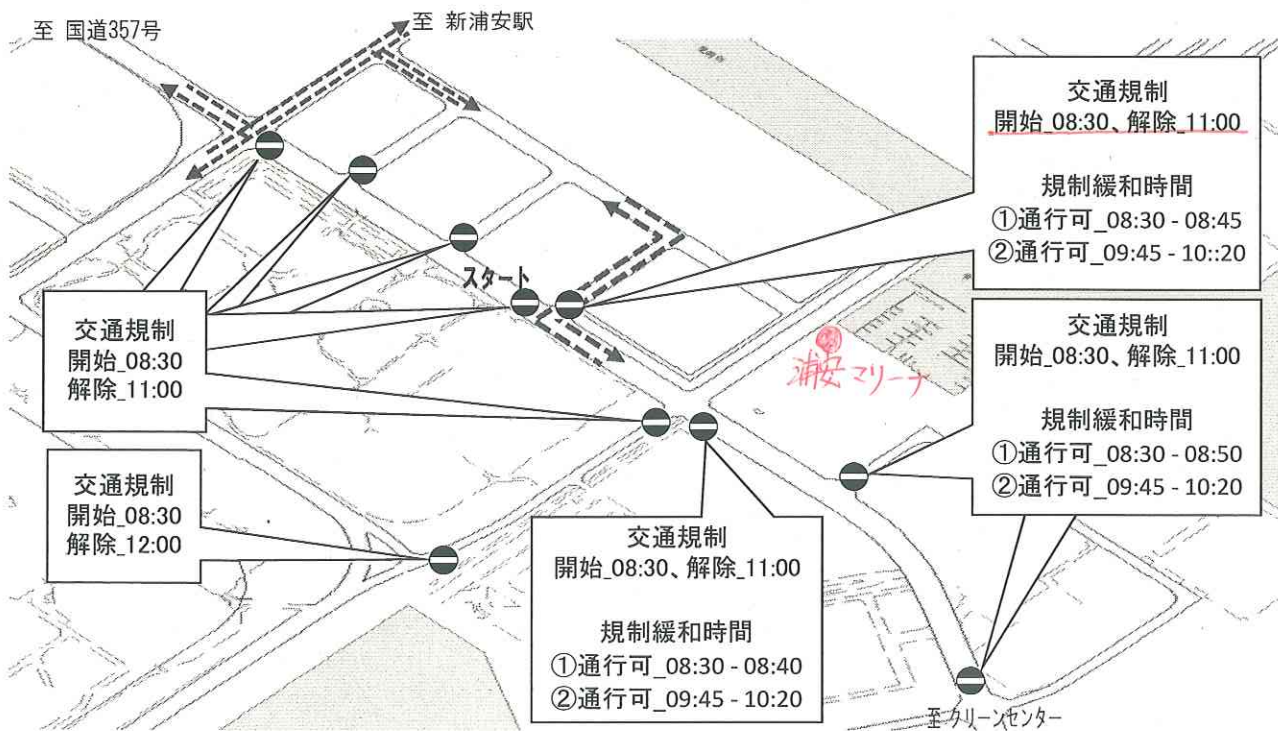 至 国道357号
至 新浦安駅
交通規制
開始_08:30、解除_11:00
規制緩和時間
①通行可_08:30 - 08:45
②通行可_09:45 - 10::20
スタート
交通規制
開始_08:30
解除_11:00
浦安マリーナ
交通規制
開始_08:30、解除_11:00
規制緩和時間
①通行可_08:30 - 08:50
②通行可_09:45 - 10:20
交通規制
開始_08:30
解除_12:00
交通規制
開始_08:30、解除_11:00
規制緩和時間
①通行可_08:30 - 08:40
②通行可_09:45 - 10:20
至 クリーンセンター